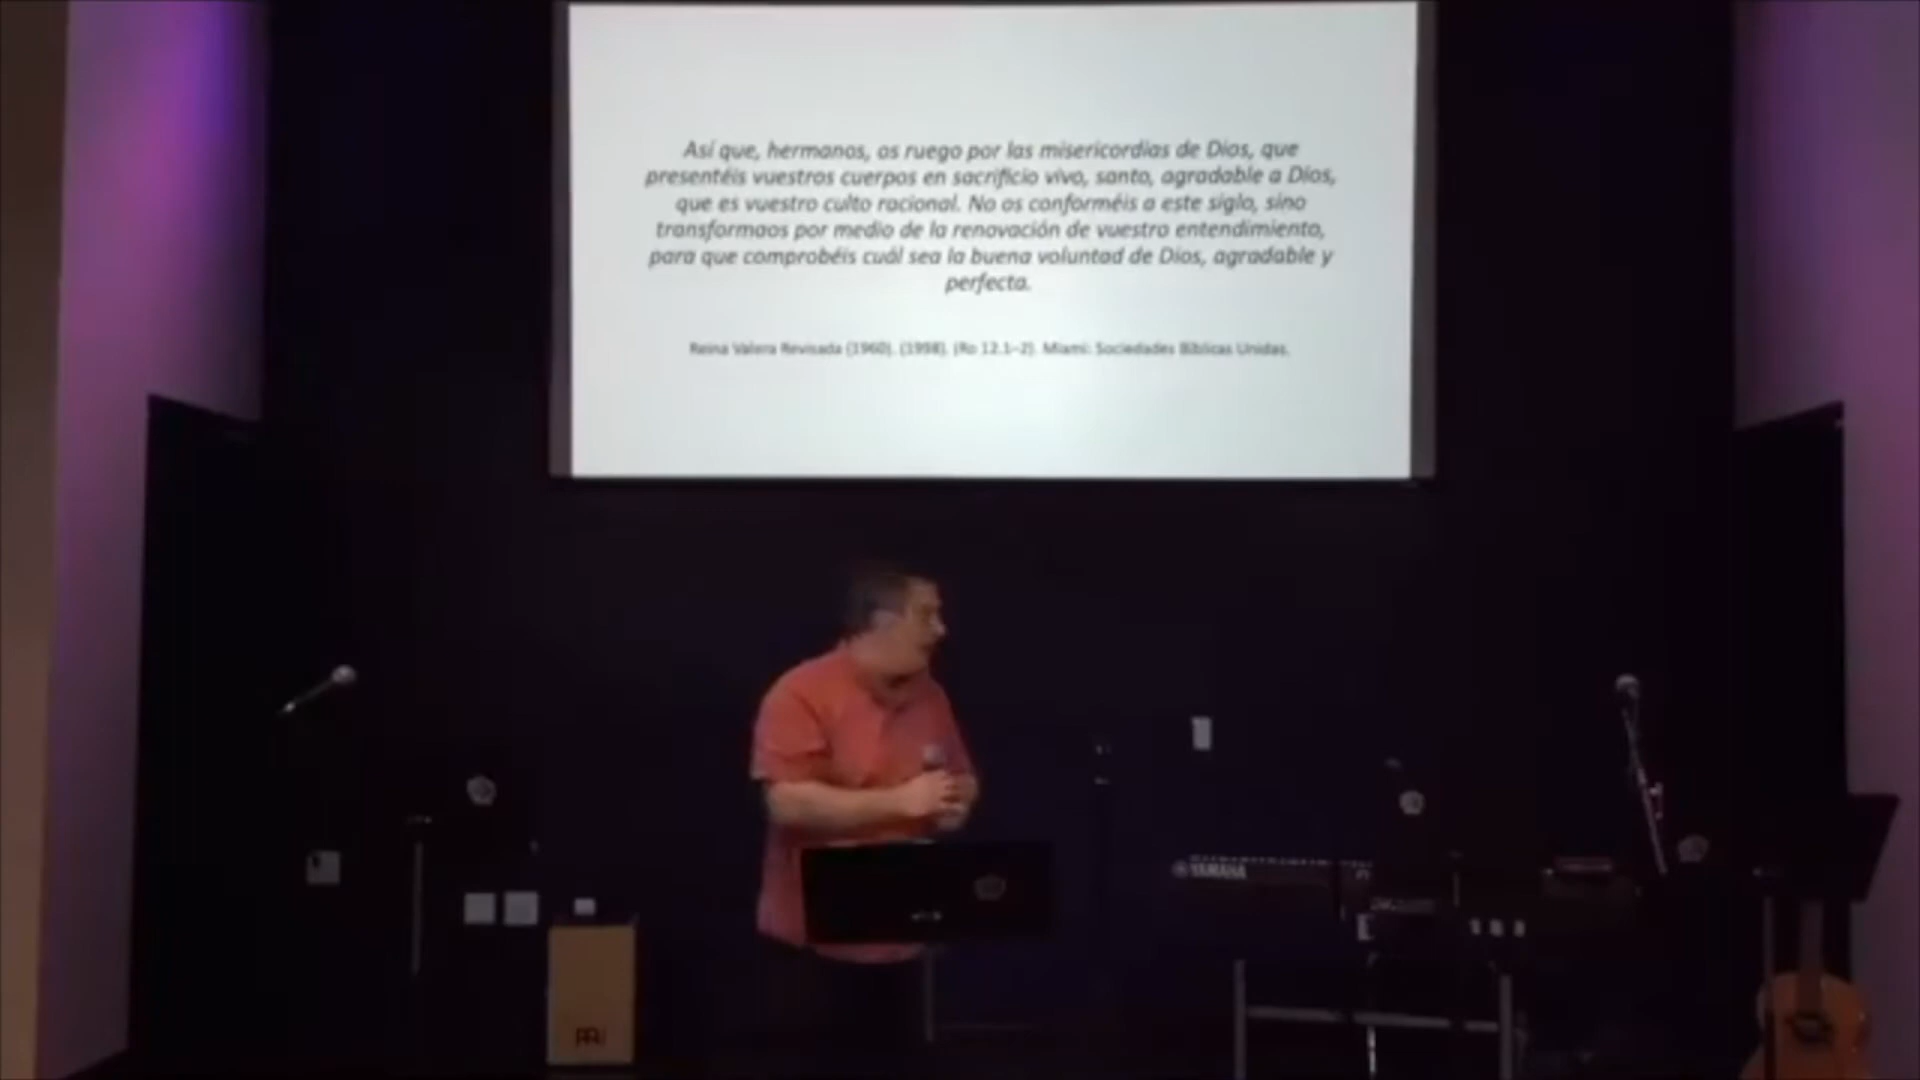 Así que, hermanos, os ruego por las misericordias de Dios, que
presentéis vuestros cuerpos en sacrificio vivo, santo, agradable a Dios,
que es vuestro culto racional. No os conforméis a este siglo, sino
transformaos por medio de la renovación de vuestro entendimiento,
para que comprobéis cuál sea la buena voluntad de Dios, agradable y
perfecta.
Reina Valera Revisada (1960). (1998). (Ro 12.1–2). Miami: Sociedades Bíblicas Unidas.
YAMAHA